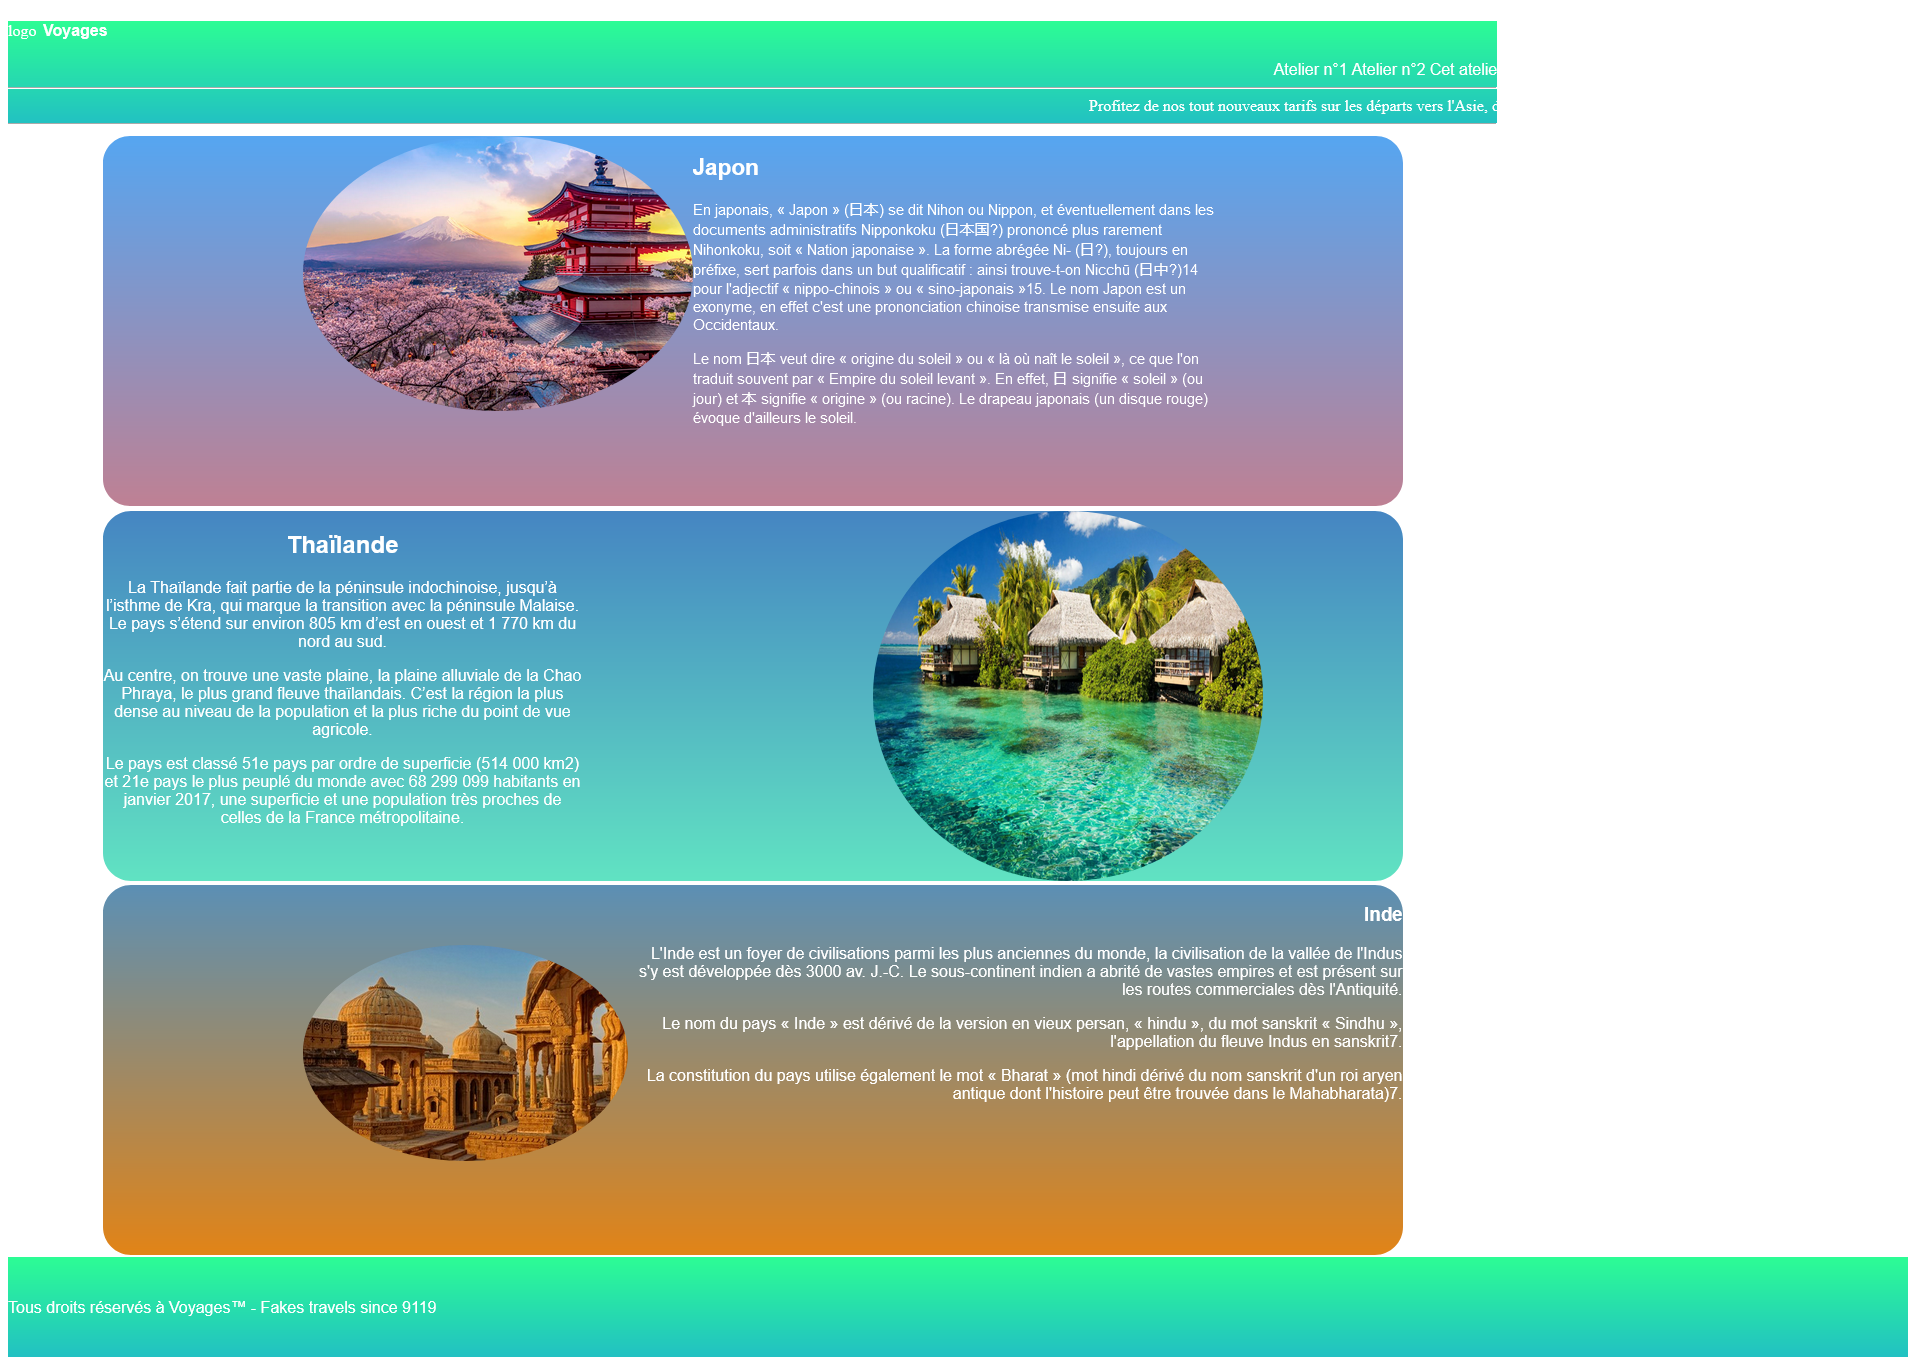 logo Voyages
Atelier n°1 Atelier n°2 Cet
Profitez de nos tout nouveaux tarifs sur les départs vers l'Asie,
Japon
En japonais, « Japon » (日本) se dit Nihon ou Nippon, et éventuellement dans les
documents administratifs Nipponkoku (日本国?) prononcé plus rarement
Nihonkoku, soit « Nation japonaise ». La forme abrégée Ni- (日?), toujours en
préfixe, sert parfois dans un but qualificatif : ainsi trouve-t-on Nicchū (日中?)14
pour l'adjectif « nippo-chinois » ou « sino-japonais »15. Le nom Japon est un
exonyme, en effet c'est une prononciation chinoise transmise ensuite aux
Occidentaux.
Le nom 日本 veut dire « origine du soleil » ou « là où naît le soleil », ce que l'on
traduit souvent par « Empire du soleil levant ». En effet, 日 signifie « soleil » (ou
jour) et 本 signifie « origine » (ou racine). Le drapeau japonais (un disque rouge)
évoque d'ailleurs le soleil.
Thaïlande
La Thaïlande fait partie de la péninsule indochinoise, jusqu’à
l’isthme de Kra, qui marque la transition avec la péninsule Malaise.
Le pays s’étend sur environ 805 km d’est en ouest et 1 770 km du
nord au sud.
Au centre, on trouve une vaste plaine, la plaine alluviale de la Chao
Phraya, le plus grand fleuve thaïlandais. C’est la région la plus
dense au niveau de la population et la plus riche du point de vue
agricole.
Le pays est classé 51e pays par ordre de superficie (514 000 km2)
et 21e pays le plus peuplé du monde avec 68 299 099 habitants en
janvier 2017, une superficie et une population très proches de
celles de la France métropolitaine.
Inde
L'Inde est un foyer de civilisations parmi les plus anciennes du monde, la civilisation de la vallée de l'Indus
s'y est développée dès 3000 av. J.-C. Le sous-continent indien a abrité de vastes empires et est présent sur
les routes commerciales dès l'Antiquité.
Le nom du pays « Inde » est dérivé de la version en vieux persan, « hindu », du mot sanskrit « Sindhu »,
l'appellation du fleuve Indus en sanskrit7.
La constitution du pays utilise également le mot « Bharat » (mot hindi dérivé du nom sanskrit d'un roi aryen
antique dont l'histoire peut être trouvée dans le Mahabharata)7.
Tous droits réservés à Voyages™ - Fakes travels since 9119